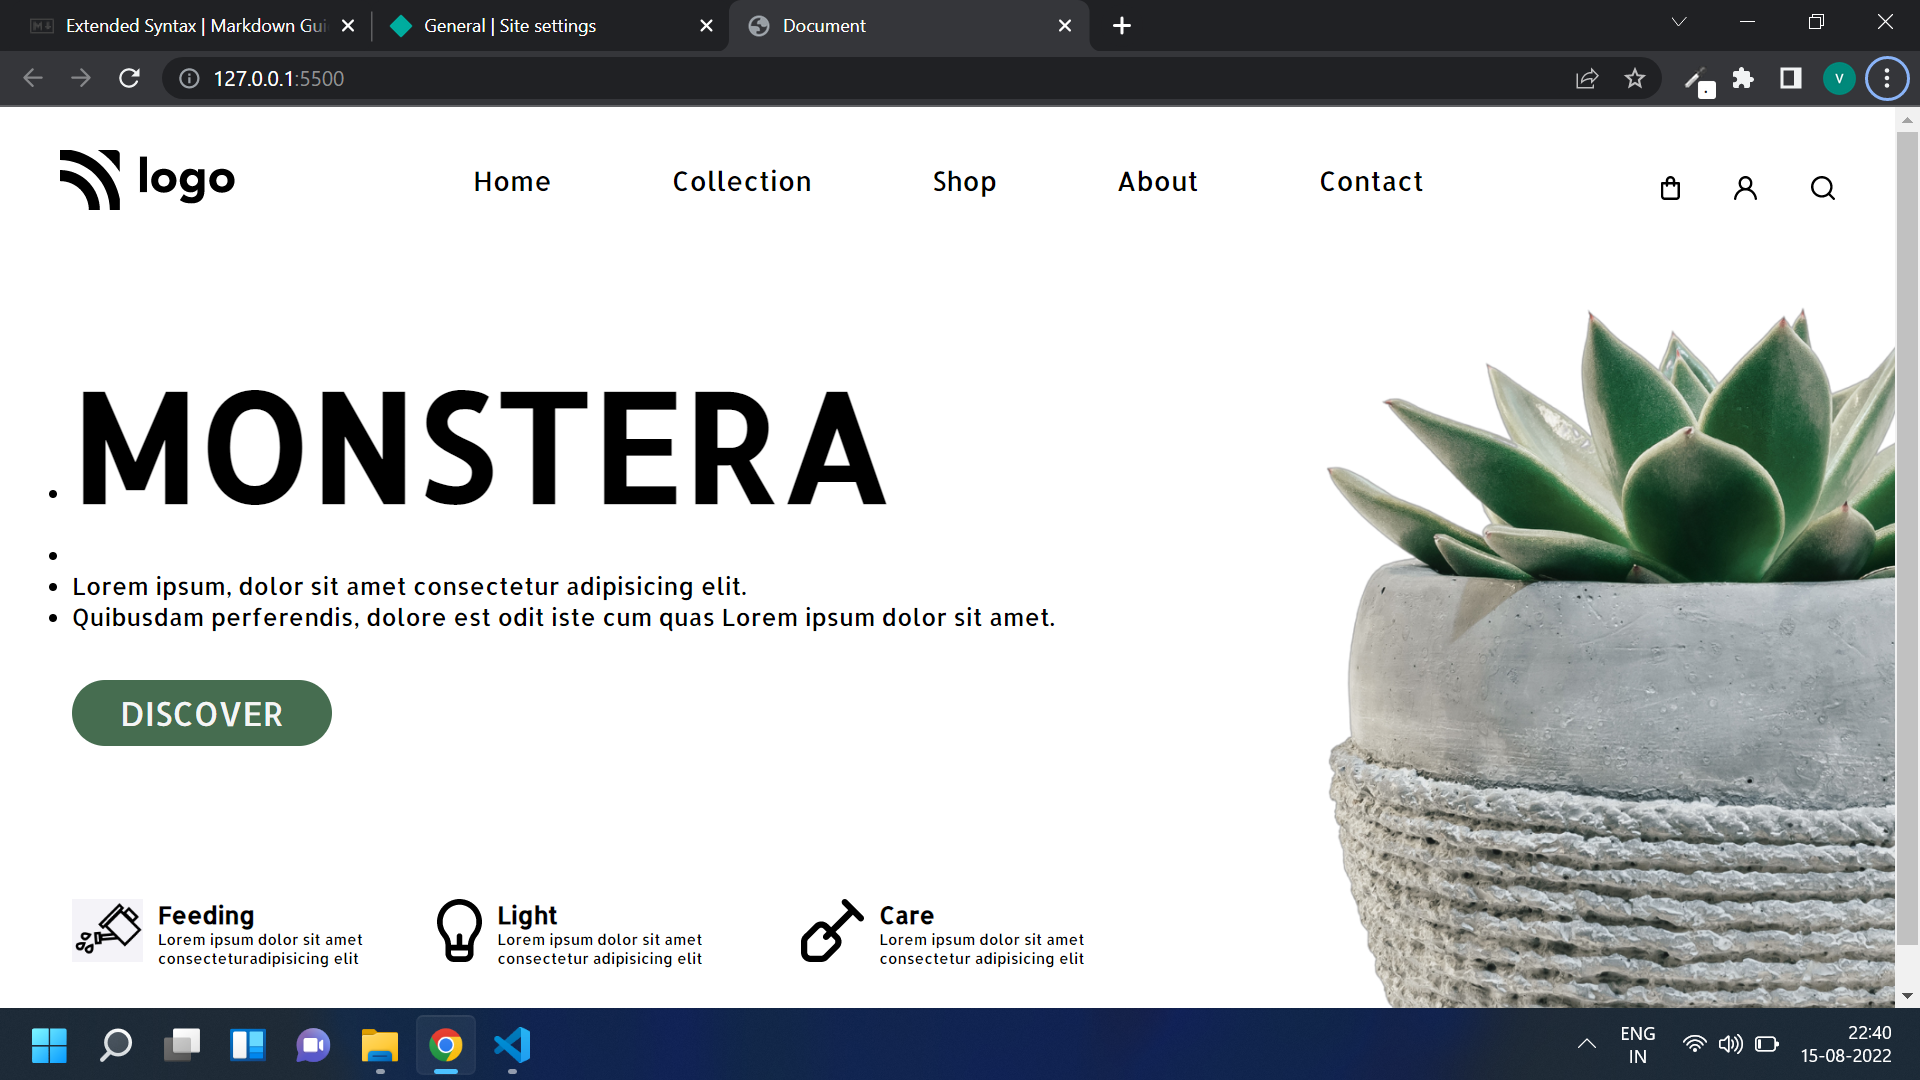 Extended Syntax | Markdown Gui
General | Site settings
Document
127.0.0.1:5500
V
logo
Home
Collection
Shop
About
Contact
MONSTERA
Lorem ipsum, dolor sit amet consectetur adipisicing elit.
Quibusdam perferendis, dolore est odit iste cum quas Lorem ipsum dolor sit amet.
DISCOVER
Feeding
Lorem ipsum dolor sit amet
consecteturadipisicing elit
Light
Lorem ipsum dolor sit amet
consectetur adipisicing elit
Care
Lorem ipsum dolor sit amet
consectetur adipisicing elit
ENG
IN
22:40
15-08-2022